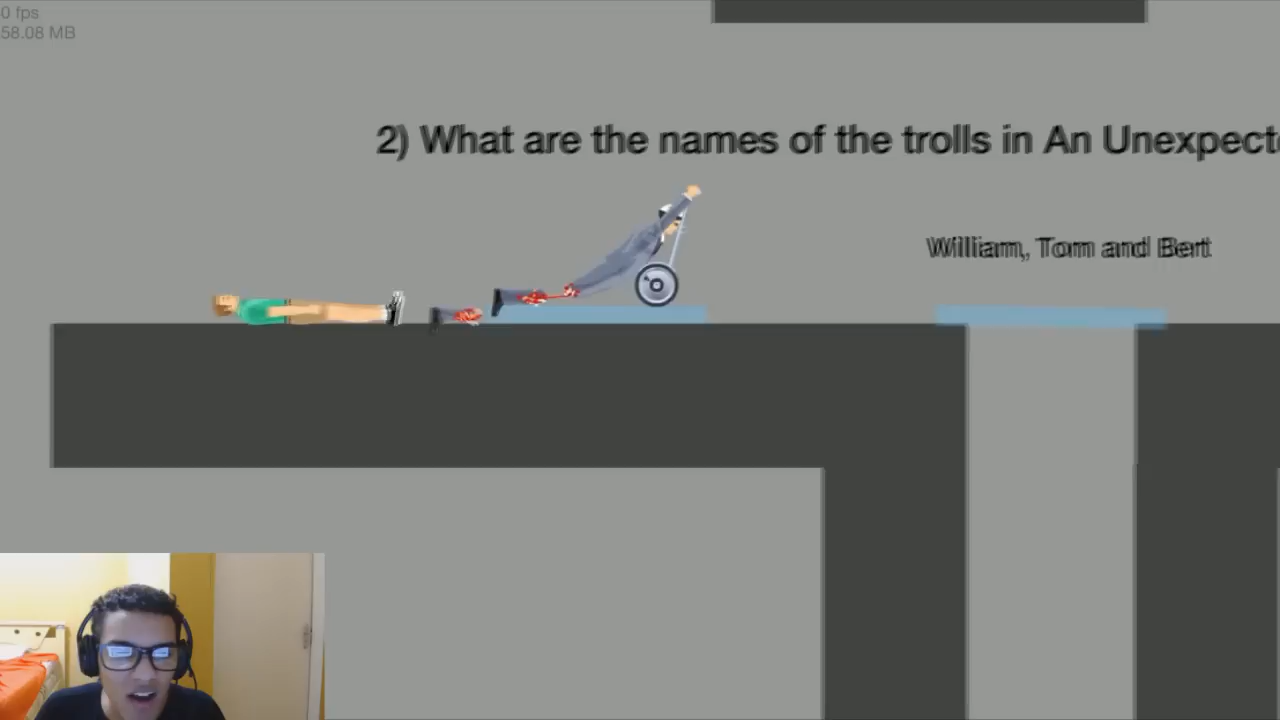 0 fps
58.08 MB
2) What are the names of the trolls in An Unexpect
William, Tom and Bert